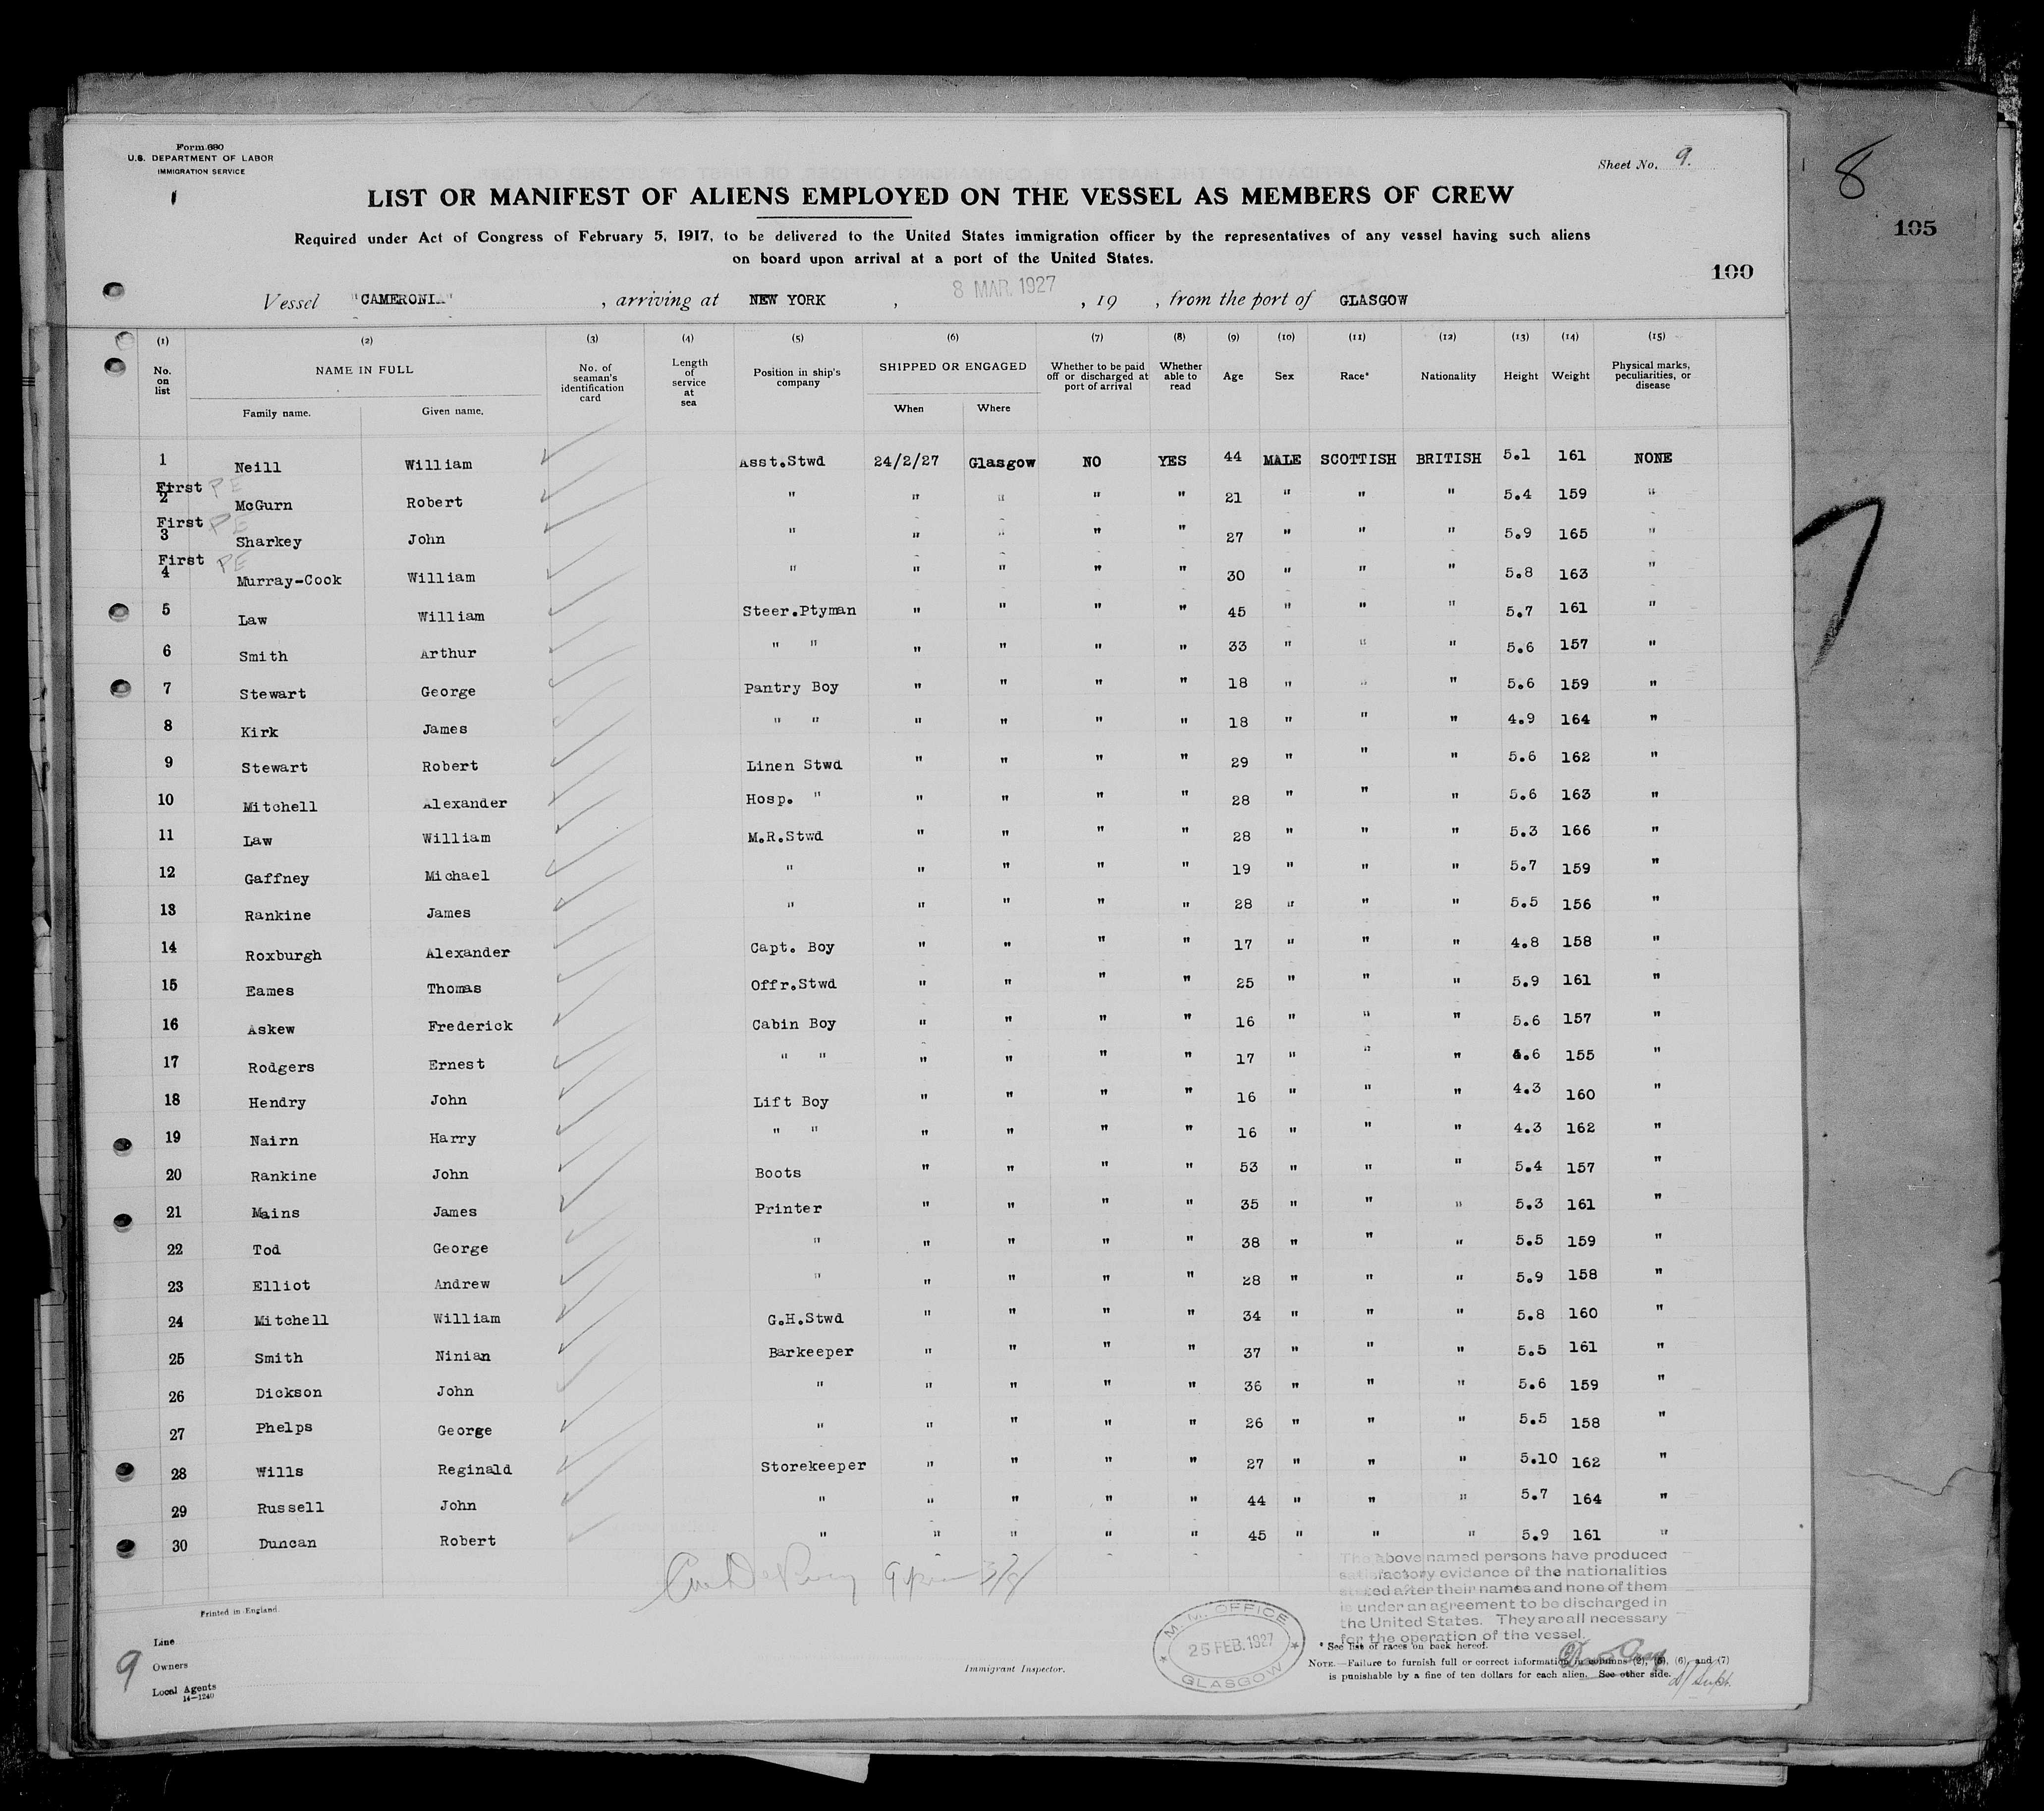 Form 680
U.S. DEPARTMENT OF LABOR
IMMIGRATION SERVICE
Sheet No. 9.
8
105
LIST OR MANIFEST OF ALIENS EMPLOYED ON THE VESSEL AS MEMBERS OF CREW
Required under Act of Congress of February 5, 1917, to be delivered to the United States immigration officer by the representatives of any vessel having such aliens
on board upon arrival at a port of the United States.
100
Vessel "CAMERONIA", arriving at NEW YORK, 8 MAR. 1927, 19 , from the port of GLASGOW
(1) (2) (3) (4) (5) (6) (7) (8) (9) (10) (11) (12) (13) (14) (15)
No. on list NAME IN FULL Family name. Given name. No. of seaman's identification card Length of service at sea Position in ship's company SHIPPED OR ENGAGED When Where Whether to be paid off or discharged at port of arrival Whether able to read Age Sex Race* Nationality Height Weight Physical marks, peculiarities, or disease
1 Neill William Asst.Stwd 24/2/27 Glasgow NO YES 44 MALE SCOTTISH BRITISH 5.1 161 NONE
First PE
2 McGurn Robert " " " " " 21 " " " 5.4 159 "
First PE
3 Sharkey John " " " " " 27 " " " 5.9 165 "
First PE
4 Murray-Cook William " " " " " 30 " " " 5.8 163 "
5 Law William Steer.Ptyman " " " " 45 " " " 5.7 161 "
6 Smith Arthur " " " " " " 33 " " " 5.6 157 "
7 Stewart George Pantry Boy " " " " 18 " " " 5.6 159 "
8 Kirk James " " " " " " 18 " " " 4.9 164 "
9 Stewart Robert Linen Stwd " " " " 29 " " " 5.6 162 "
10 Mitchell Alexander Hosp. " " " " " 28 " " " 5.6 163 "
11 Law William M.R.Stwd " " " " 28 " " " 5.3 166 "
12 Gaffney Michael " " " " " 19 " " " 5.7 159 "
13 Rankine James " " " " " 28 " " " 5.5 156 "
14 Roxburgh Alexander Capt. Boy " " " " 17 " " " 4.8 158 "
15 Eames Thomas Offr.Stwd " " " " 25 " " " 5.9 161 "
16 Askew Frederick Cabin Boy " " " " 16 " " " 5.6 157 "
17 Rodgers Ernest " " " " " " 17 " " " 4.6 155 "
18 Hendry John Lift Boy " " " " 16 " " " 4.3 160 "
19 Nairn Harry " " " " " " 16 " " " 4.3 162 "
20 Rankine John Boots " " " " 53 " " " 5.4 157 "
21 Mains James Printer " " " " 35 " " " 5.3 161 "
22 Tod George " " " " " 38 " " " 5.5 159 "
23 Elliot Andrew " " " " " 28 " " " 5.9 158 "
24 Mitchell William G.H.Stwd " " " " 34 " " " 5.8 160 "
25 Smith Ninian Barkeeper " " " " 37 " " " 5.5 161 "
26 Dickson John " " " " " 36 " " " 5.6 159 "
27 Phelps George " " " " " 26 " " " 5.5 158 "
28 Wills Reginald Storekeeper " " " " 27 " " " 5.10 162 "
29 Russell John " " " " " 44 " " " 5.7 164 "
30 Duncan Robert " " " " " 45 " " " 5.9 161 "
The above named persons have produced
satisfactory evidence of the nationalities
stated after their names and none of them
is under an agreement to be discharged in
the United States. They are all necessary
for the operation of the vessel.
Printed in England.
9
Line
Owners
Local Agents
14—1240
Immigrant Inspector.
M.M. OFFICE
25 FEB. 1927
GLASGOW
* See list of races on back hereof.
NOTE.—Failure to furnish full or correct information in columns (2), (5), (6), and (7)
is punishable by a fine of ten dollars for each alien. See other side.